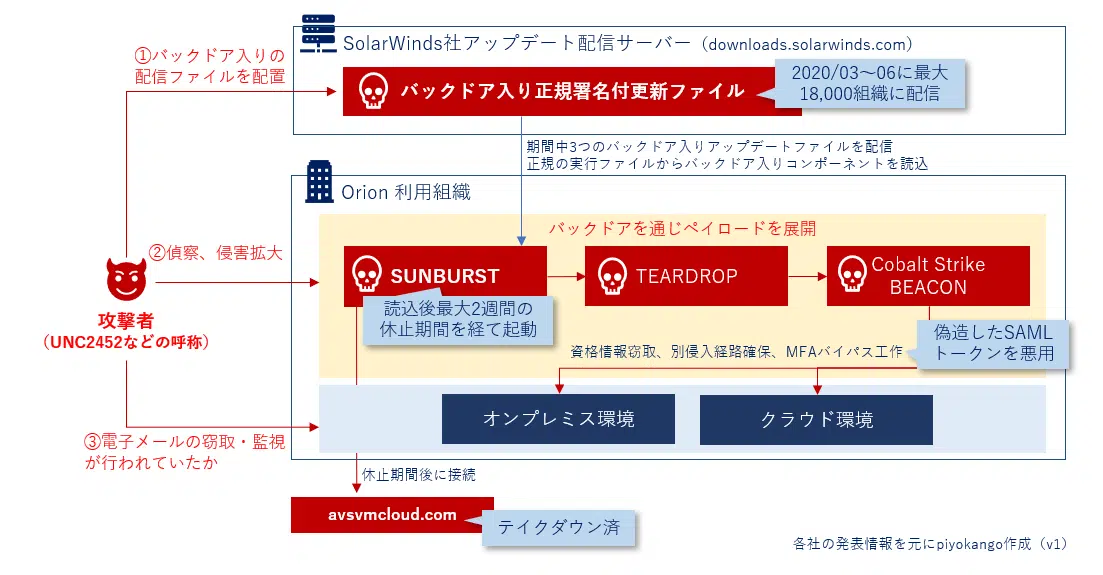 SolarWinds社アップデート配信サーバー（downloads.solarwinds.com）
①バックドア入りの
配信ファイルを配置
バックドア入り正規署名付更新ファイル
2020/03～06に最大
18,000組織に配信
期間中3つのバックドア入りアップデートファイルを配信
正規の実行ファイルからバックドア入りコンポーネントを読込
Orion 利用組織
バックドアを通じペイロードを展開
②偵察、侵害拡大
SUNBURST
TEARDROP
Cobalt Strike
BEACON
読込後最大2週間の
休止期間を経て起動
攻撃者
（UNC2452などの呼称）
偽造したSAML
トークンを悪用
資格情報窃取、別侵入経路確保、MFAバイパス工作
オンプレミス環境
クラウド環境
③電子メールの窃取・監視
が行われていたか
休止期間後に接続
avsvmcloud.com
テイクダウン済
各社の発表情報を元にpiyokango作成（v1）